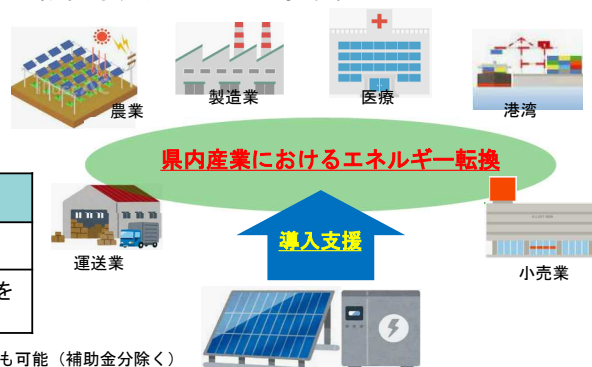 農業
製造業
医療
港湾
県内産業におけるエネルギー転換
運送業
導入支援
小売業
を
も可能（補助金分除く）